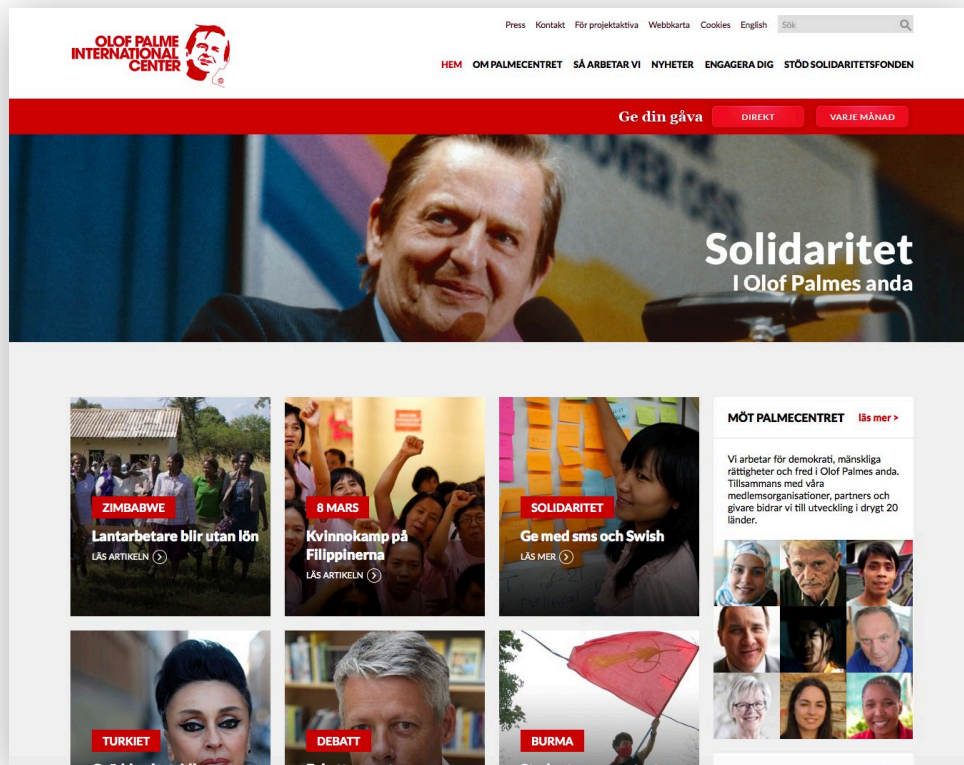 OLOF PALME
INTERNATIONAL
CENTER
Press Kontakt För projektaktiva Webbkarta Cookies English Sök
HEM OM PALMECENTRET SÅ ARBETAR VI NYHETER ENGAGERA DIG STÖD SOLIDARITETSFONDEN
Ge din gåva DIREKT VARJE MÅNAD
OVER OSS
Solidaritet
I Olof Palmes anda
ZIMBABWE
Lantarbetare blir utan lön
LÄS ARTIKELN
8 MARS
Kvinnokamp på
Filippinerna
LÄS ARTIKELN
SOLIDARITET
Ge med sms och Swish
LÄS MER
MÖT PALMECENTRET läs mer >
Vi arbetar för demokrati, mänskliga
rättigheter och fred i Olof Palmes anda.
Tillsammans med våra
medlemsorganisationer, partners och
givare bidrar vi till utveckling i drygt 20
länder.
TURKIET
DEBATT
BURMA